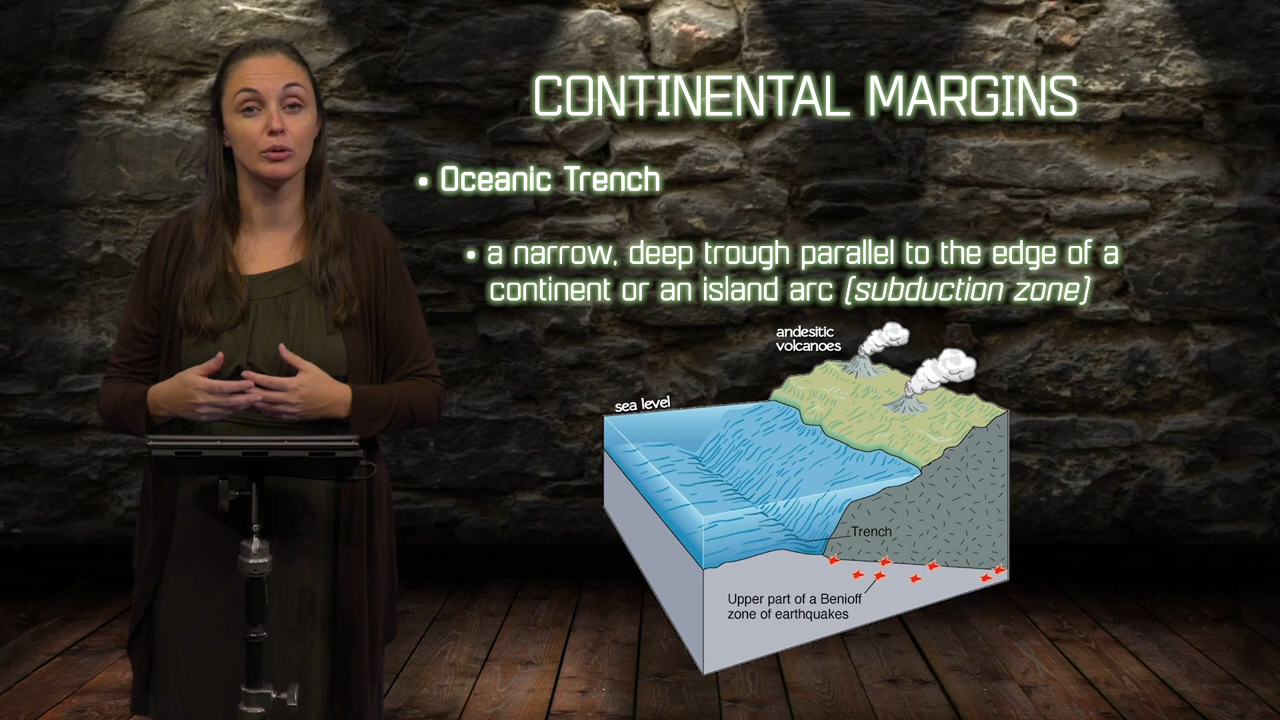 CONTINENTAL MARGINS
• Oceanic Trench
• a narrow, deep trough parallel to the edge of a
continent or an island arc (subduction zone)
andesitic
volcanoes
sea level
Trench
Upper part of a Benioff
zone of earthquakes